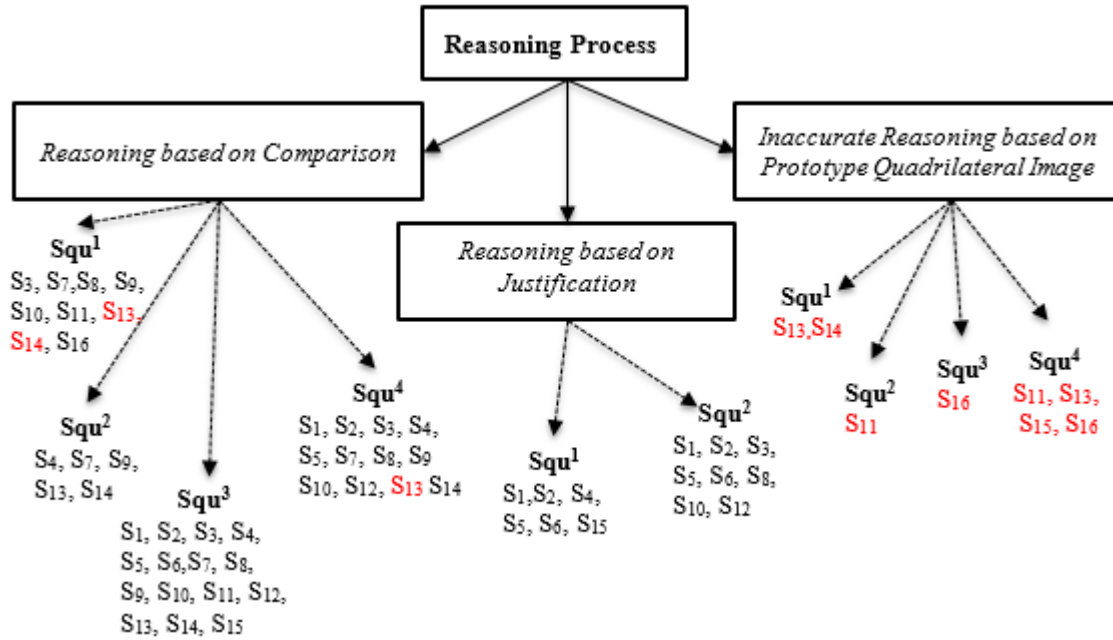 Reasoning Process
Reasoning based on Comparison
Inaccurate Reasoning based on
Prototype Quadrilateral Image
Reasoning based on
Justification
Squ¹
S₃, S₇,S₈, S₉,
S₁₀, S₁₁, S₁₃,
S₁₄, S₁₆
Squ²
S₄, S₇, S₉,
S₁₃, S₁₄
Squ³
S₁, S₂, S₃, S₄,
S₅, S₆,S₇, S₈,
S₉, S₁₀, S₁₁, S₁₂,
S₁₃, S₁₄, S₁₅
Squ⁴
S₁, S₂, S₃, S₄,
S₅, S₇, S₈, S₉
S₁₀, S₁₂, S₁₃ S₁₄
Squ¹
S₁,S₂, S₄,
S₅, S₆, S₁₅
Squ²
S₁, S₂, S₃,
S₅, S₆, S₈,
S₁₀, S₁₂
Squ¹
S₁₃,S₁₄
Squ²
S₁₁
Squ³
S₁₆
Squ⁴
S₁₁, S₁₃,
S₁₅, S₁₆